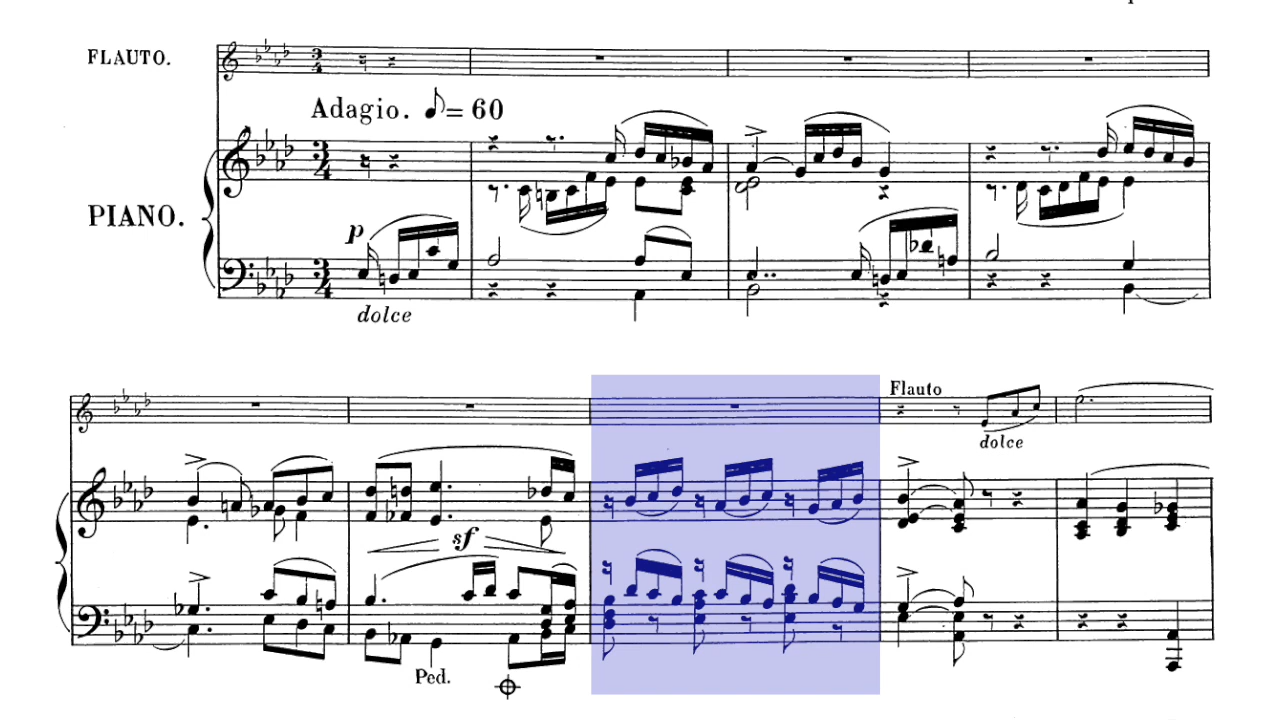 FLAUTO.
Adagio. ♪= 60
PIANO.
p
dolce
Flauto
dolce
sf
Ped.